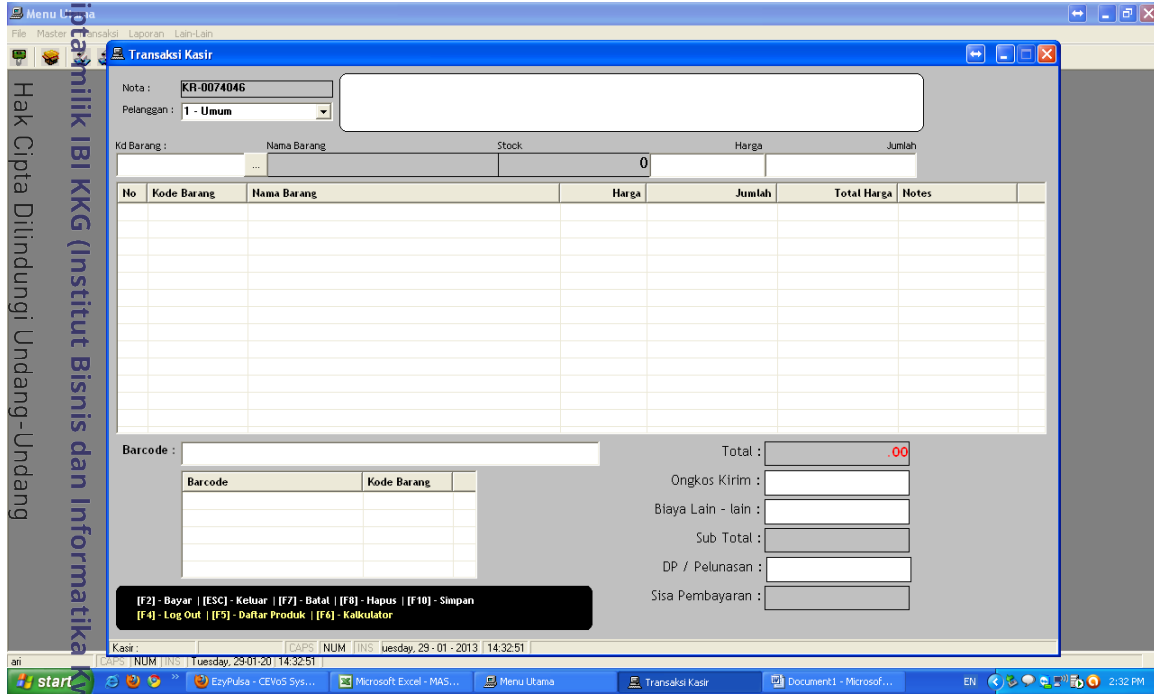 Menu Utama
File Master Transaksi Laporan Lain-Lain
Transaksi Kasir
Nota : KR-0074046
Pelanggan : 1 - Umum
Kd Barang : Nama Barang Stock Harga Jumlah
... 0
No Kode Barang Nama Barang Harga Jumlah Total Harga Notes
Barcode :
Barcode Kode Barang
Total : .00
Ongkos Kirim :
Biaya Lain - lain :
Sub Total :
DP / Pelunasan :
Sisa Pembayaran :
[F2] - Bayar | [ESC] - Keluar | [F7] - Batal | [F8] - Hapus | [F10] - Simpan
[F4] - Log Out | [F5] - Daftar Produk | [F6] - Kalkulator
Kasir : CAPS NUM INS uesday, 29 - 01 - 2013 14:32:51
ari CAPS NUM INS Tuesday, 29-01-20 14:32:51
start EzyPulsa - CEVoS Sys... Microsoft Excel - MAS... Menu Utama Transaksi Kasir Document1 - Microsof... EN 2:32 PM
Hak Cipta Dilindungi Undang-Undang
ipta milik IBI KKG (Institut Bisnis dan Informatika Kw